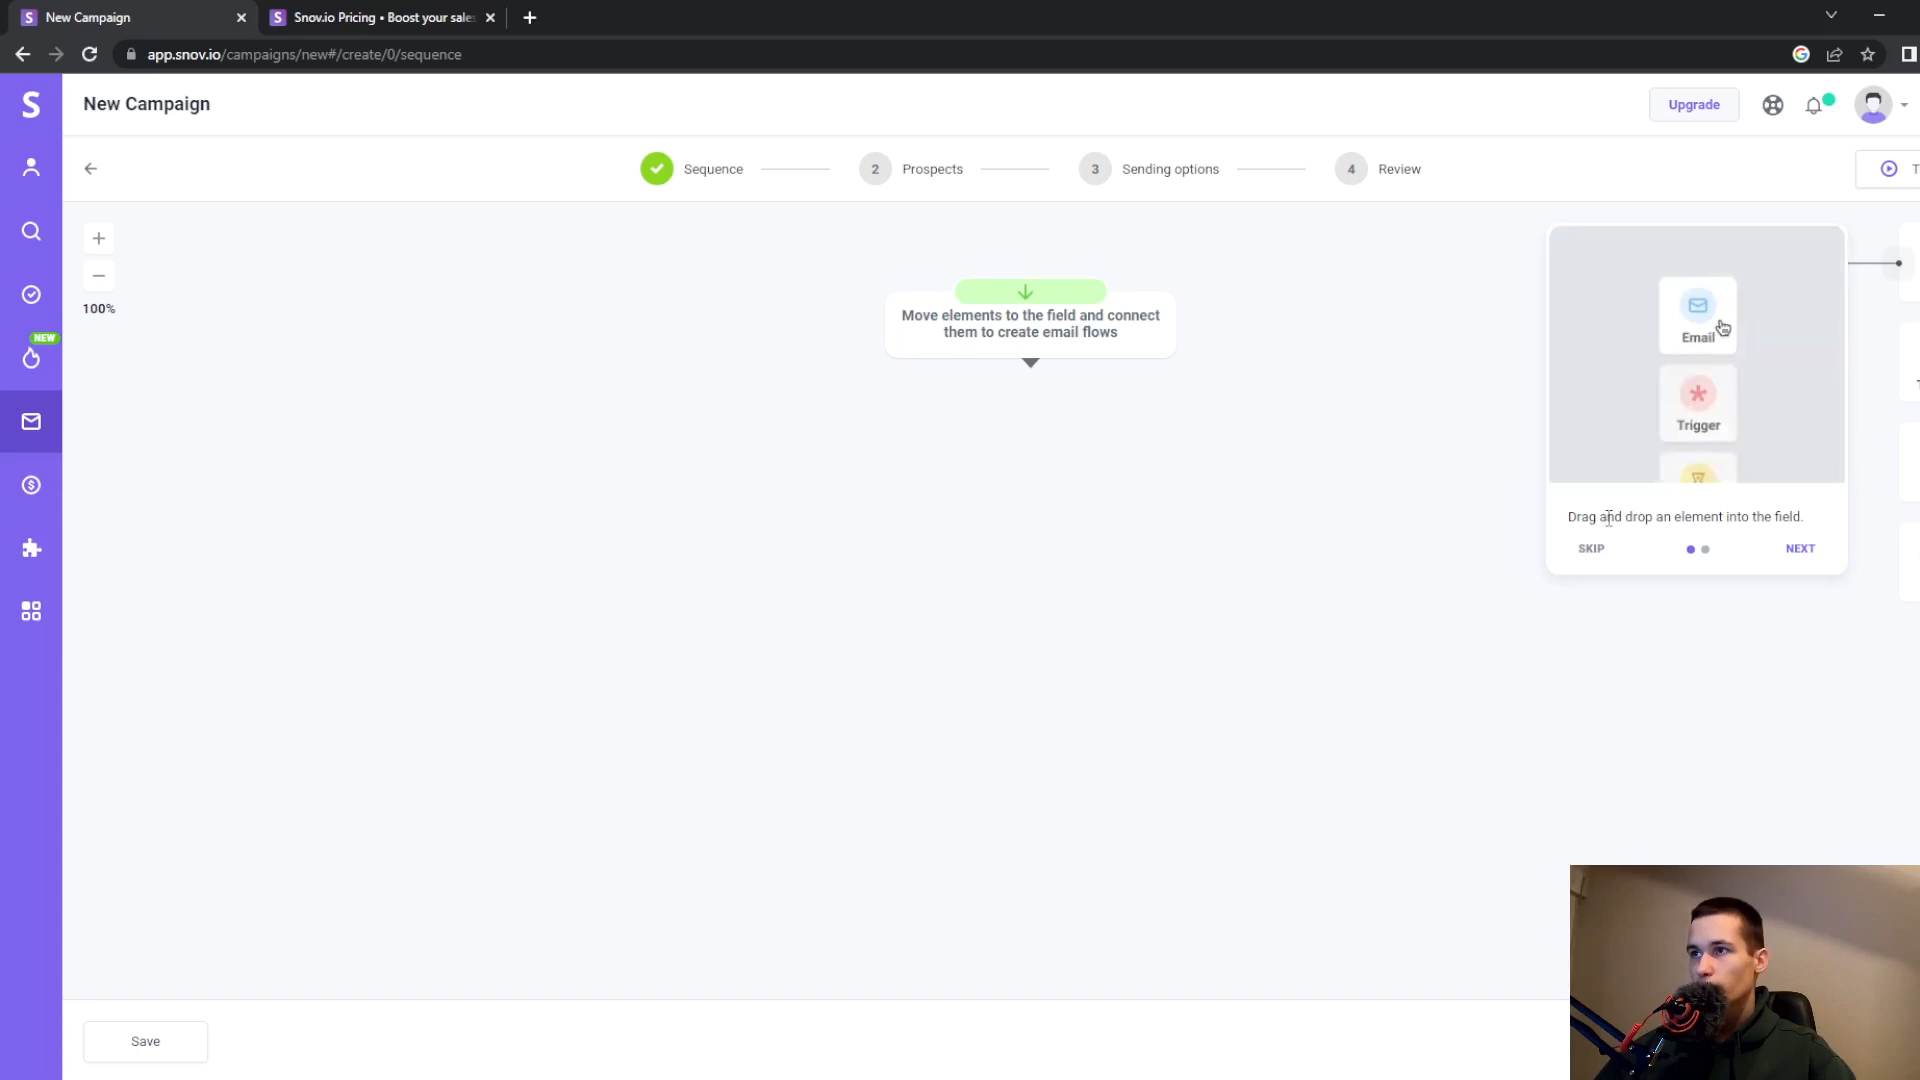 New Campaign
Snov.io Pricing • Boost your sale
app.snov.io/campaigns/new#/create/0/sequence
S
New Campaign
Upgrade
Sequence
2 Prospects
3 Sending options
4 Review
100%
NEW
Move elements to the field and connect
them to create email flows
Email
Trigger
Drag and drop an element into the field.
SKIP
NEXT
Save